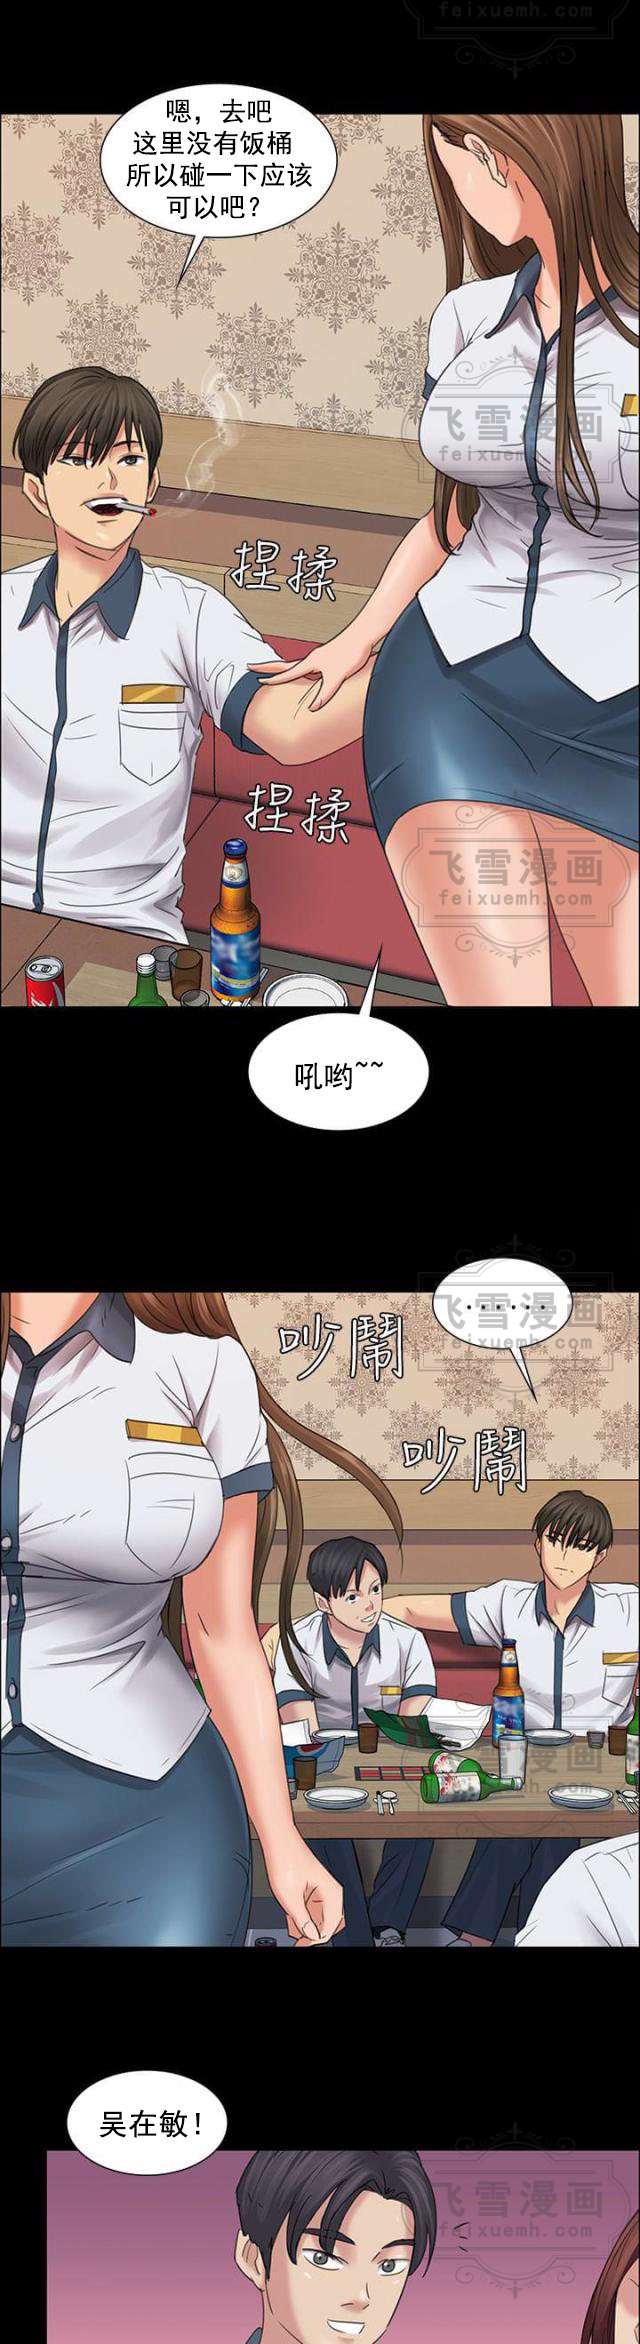 feixuemh.com
嗯，去吧
这里没有饭桶
所以碰一下应该
可以吧？
飞雪漫画
feixuemh.com
捏揉
捏揉
飞雪漫画
feixuemh.com
吼哟~~
飞雪漫画
feixuemh.com
......
吵鬧
吵鬧
飞雪漫画
feixuemh.com
吴在敏！
飞雪漫画
feixuemh.com